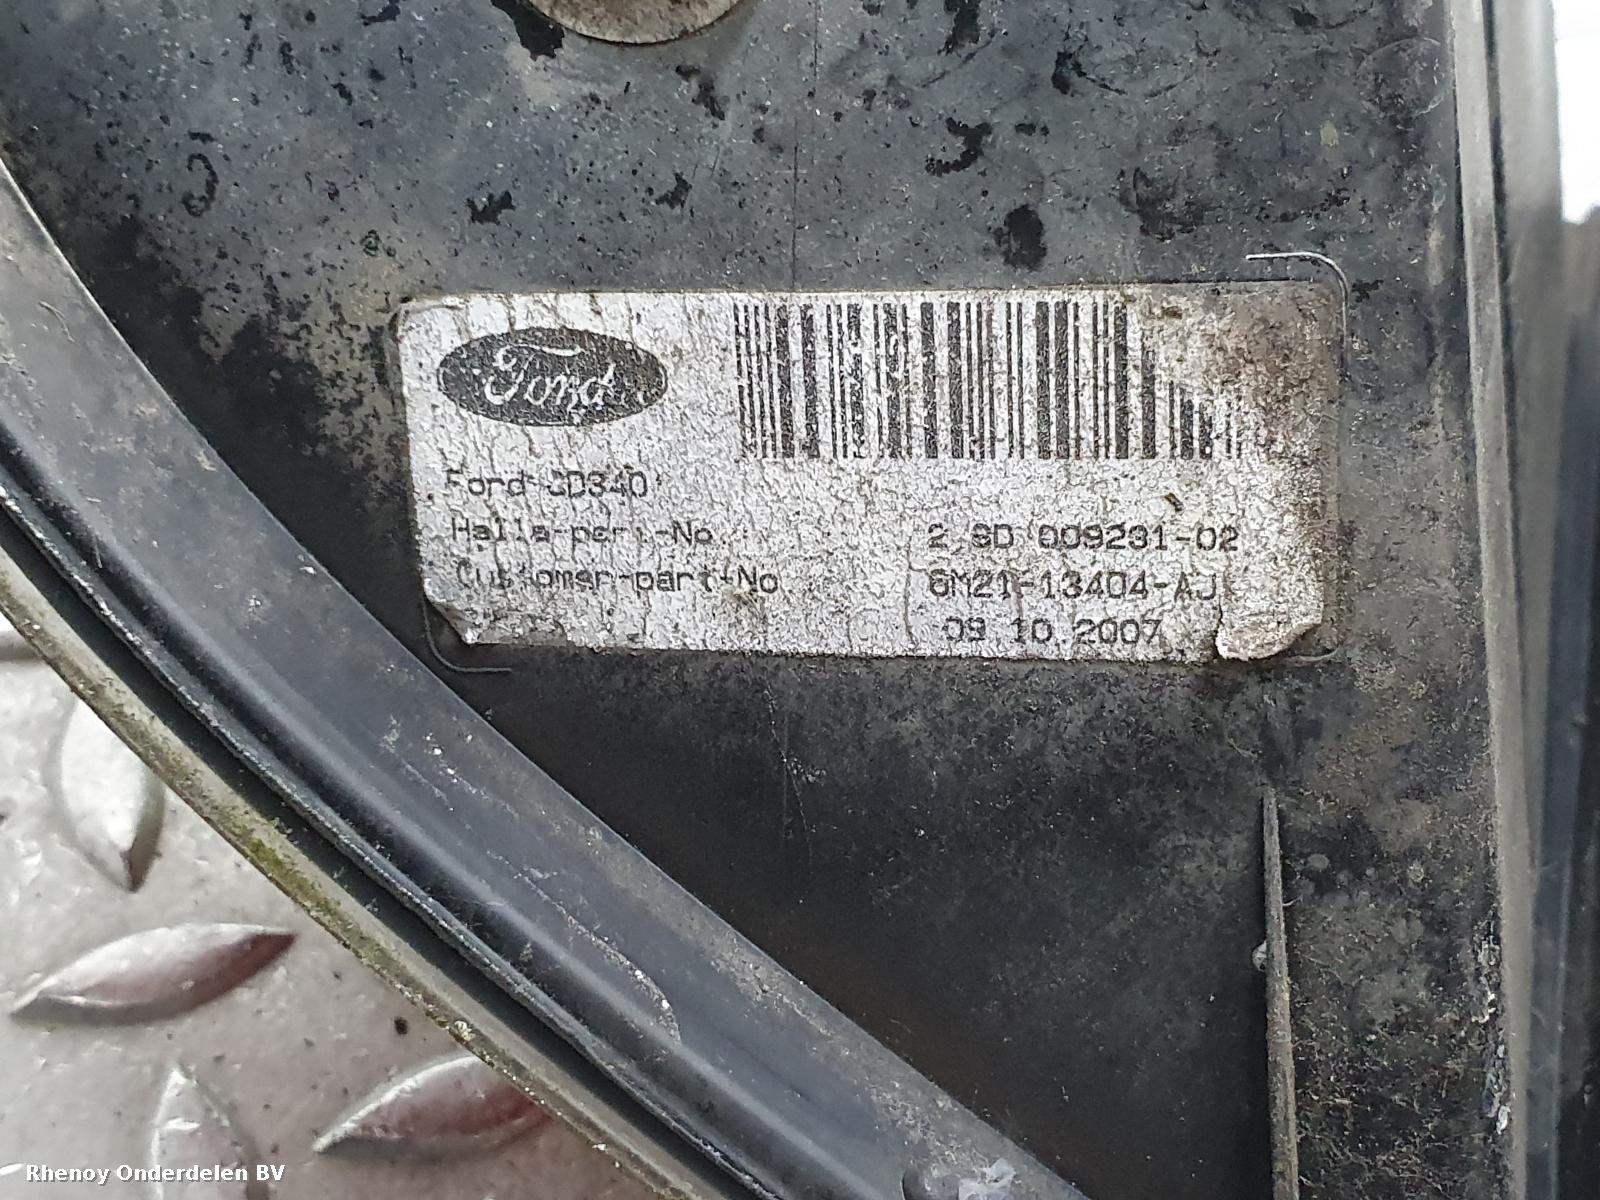 Ford
Ford CD340
Hella-part-No.
2 SD 009231-02
Customer-part-No
6M21-13404-AJ
09.10.2007
Rhenoy Onderdelen BV